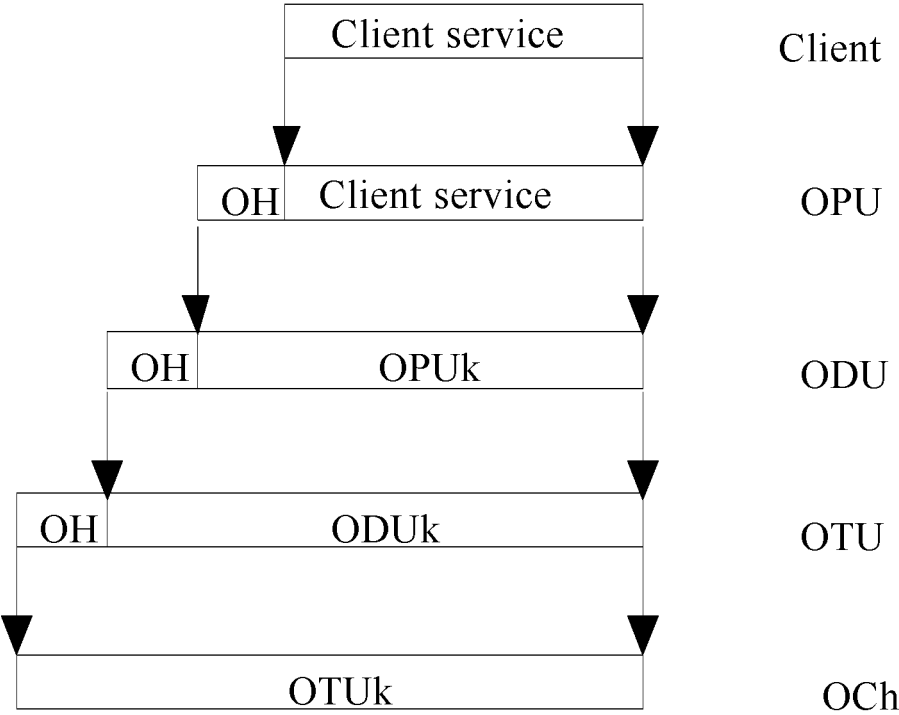 Client service Client
OH Client service OPU
OH OPUk ODU
OH ODUk OTU
OTUk OCh